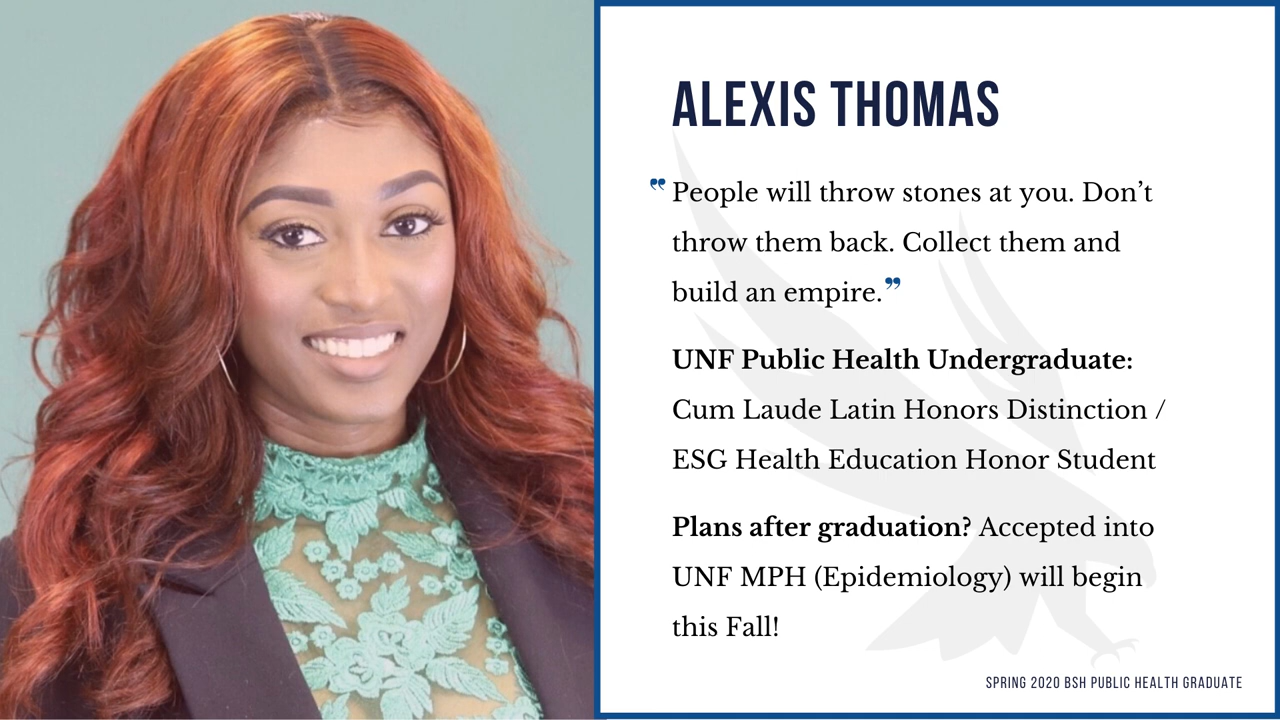 ALEXIS THOMAS
”People will throw stones at you. Don’t
throw them back. Collect them and
build an empire.”
UNF Public Health Undergraduate:
Cum Laude Latin Honors Distinction /
ESG Health Education Honor Student
Plans after graduation? Accepted into
UNF MPH (Epidemiology) will begin
this Fall!
SPRING 2020 BSH PUBLIC HEALTH GRADUATE